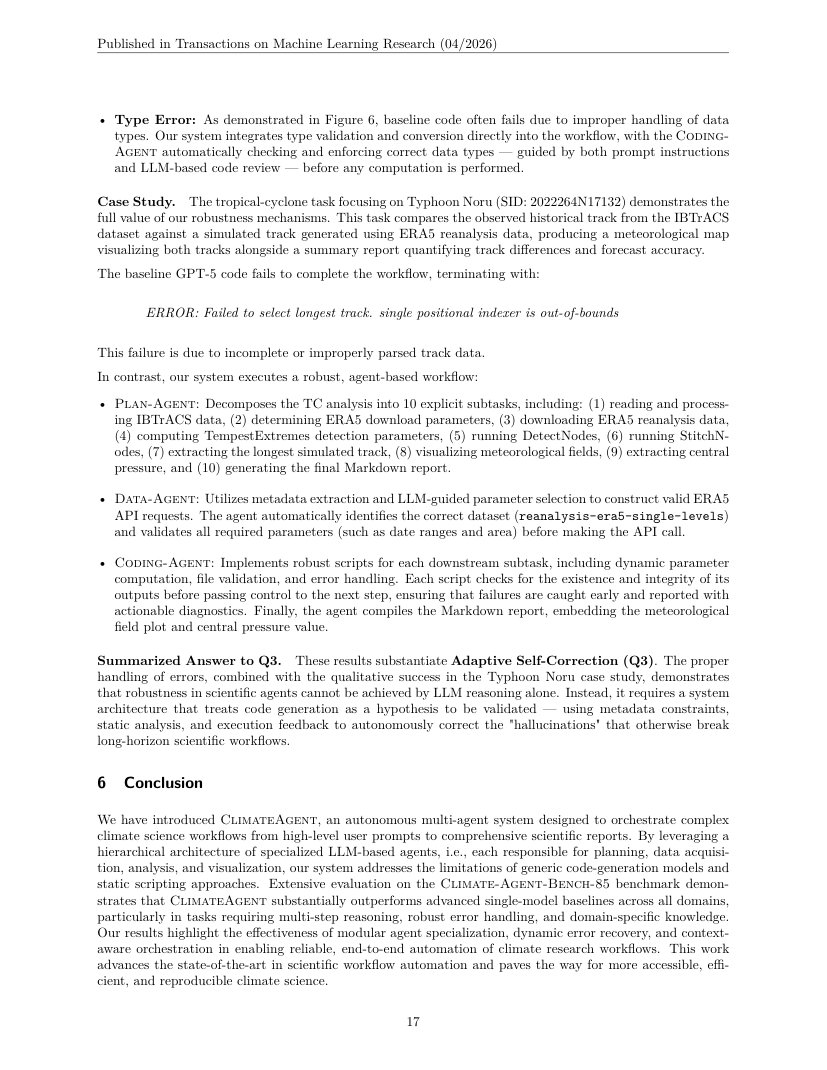 Published in Transactions on Machine Learning Research (04/2026)
• Type Error: As demonstrated in Figure 6, baseline code often fails due to improper handling of data
types. Our system integrates type validation and conversion directly into the workflow, with the Coding-
Agent automatically checking and enforcing correct data types — guided by both prompt instructions
and LLM-based code review — before any computation is performed.
Case Study. The tropical-cyclone task focusing on Typhoon Noru (SID: 2022264N17132) demonstrates the
full value of our robustness mechanisms. This task compares the observed historical track from the IBTrACS
dataset against a simulated track generated using ERA5 reanalysis data, producing a meteorological map
visualizing both tracks alongside a summary report quantifying track differences and forecast accuracy.
The baseline GPT-5 code fails to complete the workflow, terminating with:
ERROR: Failed to select longest track. single positional indexer is out-of-bounds
This failure is due to incomplete or improperly parsed track data.
In contrast, our system executes a robust, agent-based workflow:
• Plan-Agent: Decomposes the TC analysis into 10 explicit subtasks, including: (1) reading and process-
ing IBTrACS data, (2) determining ERA5 download parameters, (3) downloading ERA5 reanalysis data,
(4) computing TempestExtremes detection parameters, (5) running DetectNodes, (6) running StitchN-
odes, (7) extracting the longest simulated track, (8) visualizing meteorological fields, (9) extracting central
pressure, and (10) generating the final Markdown report.
• Data-Agent: Utilizes metadata extraction and LLM-guided parameter selection to construct valid ERA5
API requests. The agent automatically identifies the correct dataset (reanalysis-era5-single-levels)
and validates all required parameters (such as date ranges and area) before making the API call.
• Coding-Agent: Implements robust scripts for each downstream subtask, including dynamic parameter
computation, file validation, and error handling. Each script checks for the existence and integrity of its
outputs before passing control to the next step, ensuring that failures are caught early and reported with
actionable diagnostics. Finally, the agent compiles the Markdown report, embedding the meteorological
field plot and central pressure value.
Summarized Answer to Q3. These results substantiate Adaptive Self-Correction (Q3). The proper
handling of errors, combined with the qualitative success in the Typhoon Noru case study, demonstrates
that robustness in scientific agents cannot be achieved by LLM reasoning alone. Instead, it requires a system
architecture that treats code generation as a hypothesis to be validated — using metadata constraints,
static analysis, and execution feedback to autonomously correct the "hallucinations" that otherwise break
long-horizon scientific workflows.
6 Conclusion
We have introduced ClimateAgent, an autonomous multi-agent system designed to orchestrate complex
climate science workflows from high-level user prompts to comprehensive scientific reports. By leveraging a
hierarchical architecture of specialized LLM-based agents, i.e., each responsible for planning, data acquisi-
tion, analysis, and visualization, our system addresses the limitations of generic code-generation models and
static scripting approaches. Extensive evaluation on the Climate-Agent-Bench-85 benchmark demon-
strates that ClimateAgent substantially outperforms advanced single-model baselines across all domains,
particularly in tasks requiring multi-step reasoning, robust error handling, and domain-specific knowledge.
Our results highlight the effectiveness of modular agent specialization, dynamic error recovery, and context-
aware orchestration in enabling reliable, end-to-end automation of climate research workflows. This work
advances the state-of-the-art in scientific workflow automation and paves the way for more accessible, effi-
cient, and reproducible climate science.
17